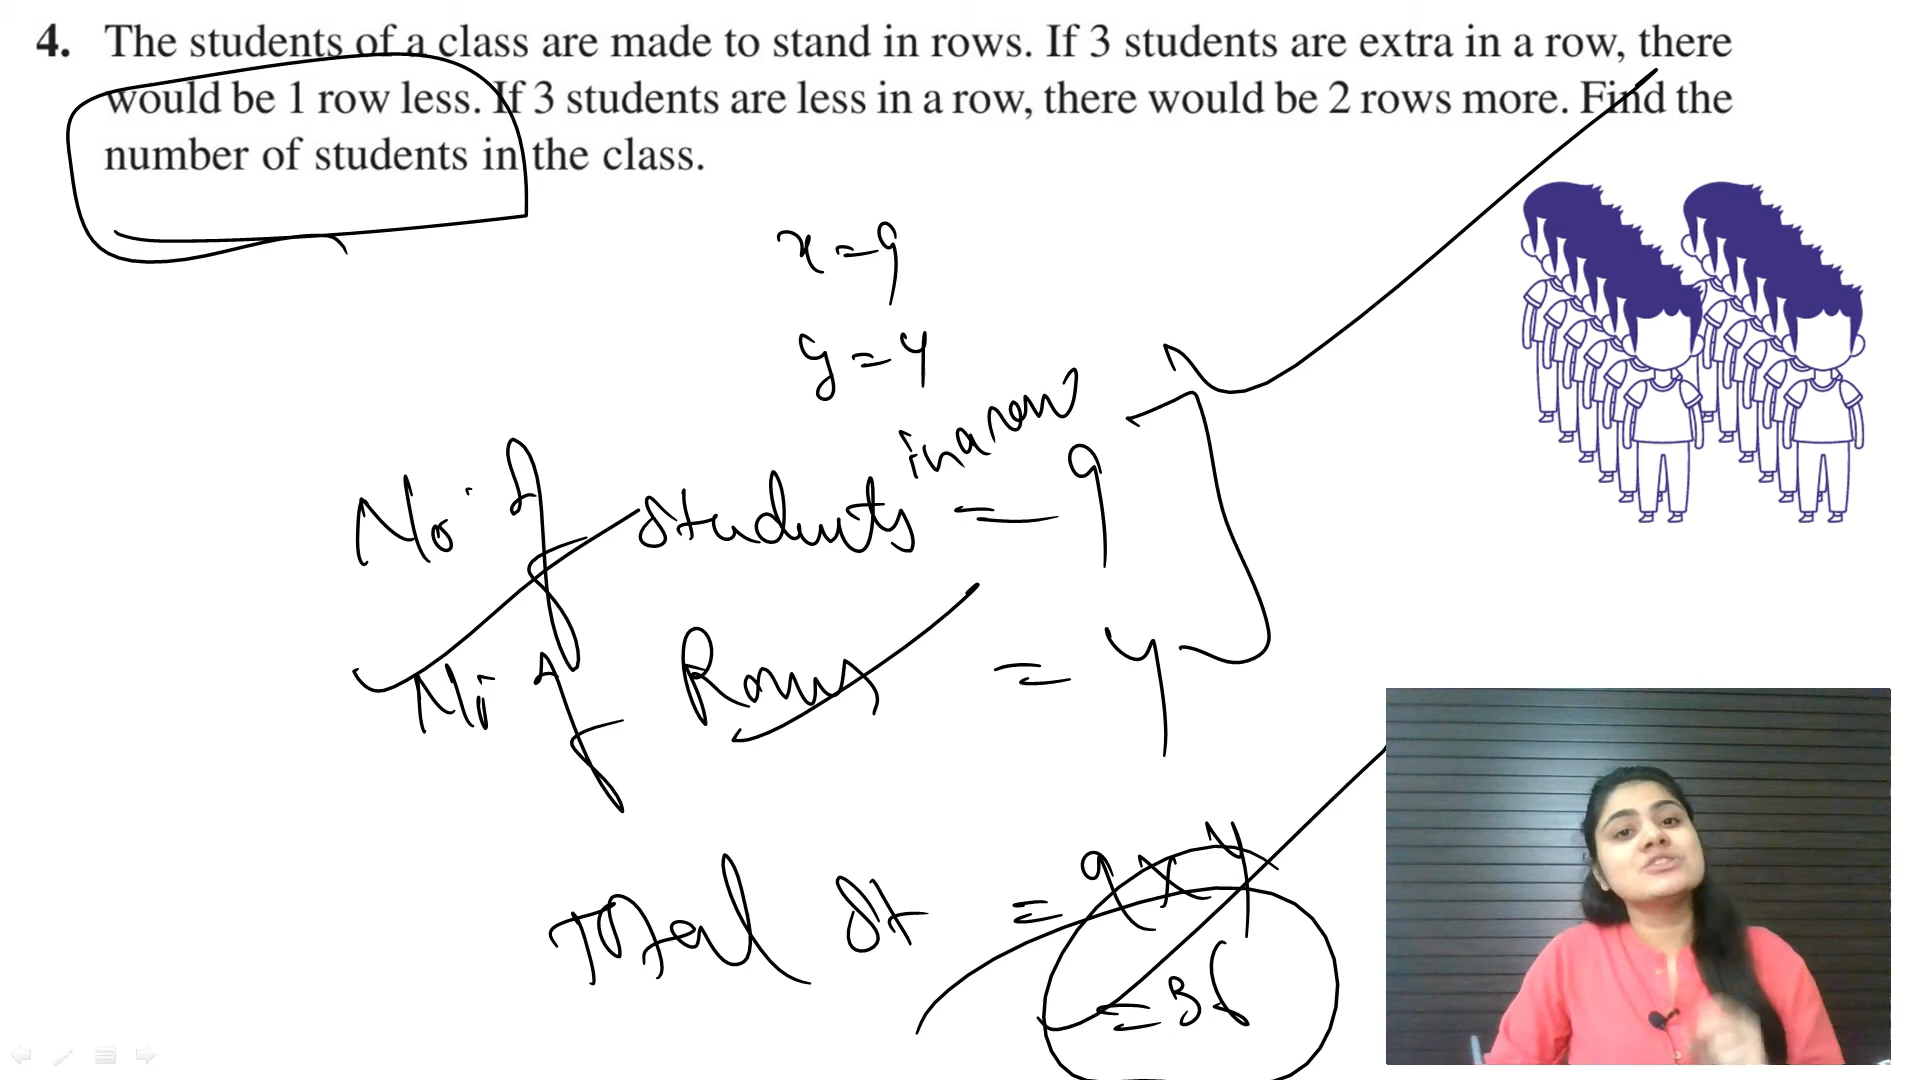 4. The students of a class are made to stand in rows. If 3 students are extra in a row, there
would be 1 row less. If 3 students are less in a row, there would be 2 rows more. Find the
number of students in the class.
x = 9
y = 4
No. of students in a row = 9
No. of Rows = 4
Total St = 9 x 4
= 36